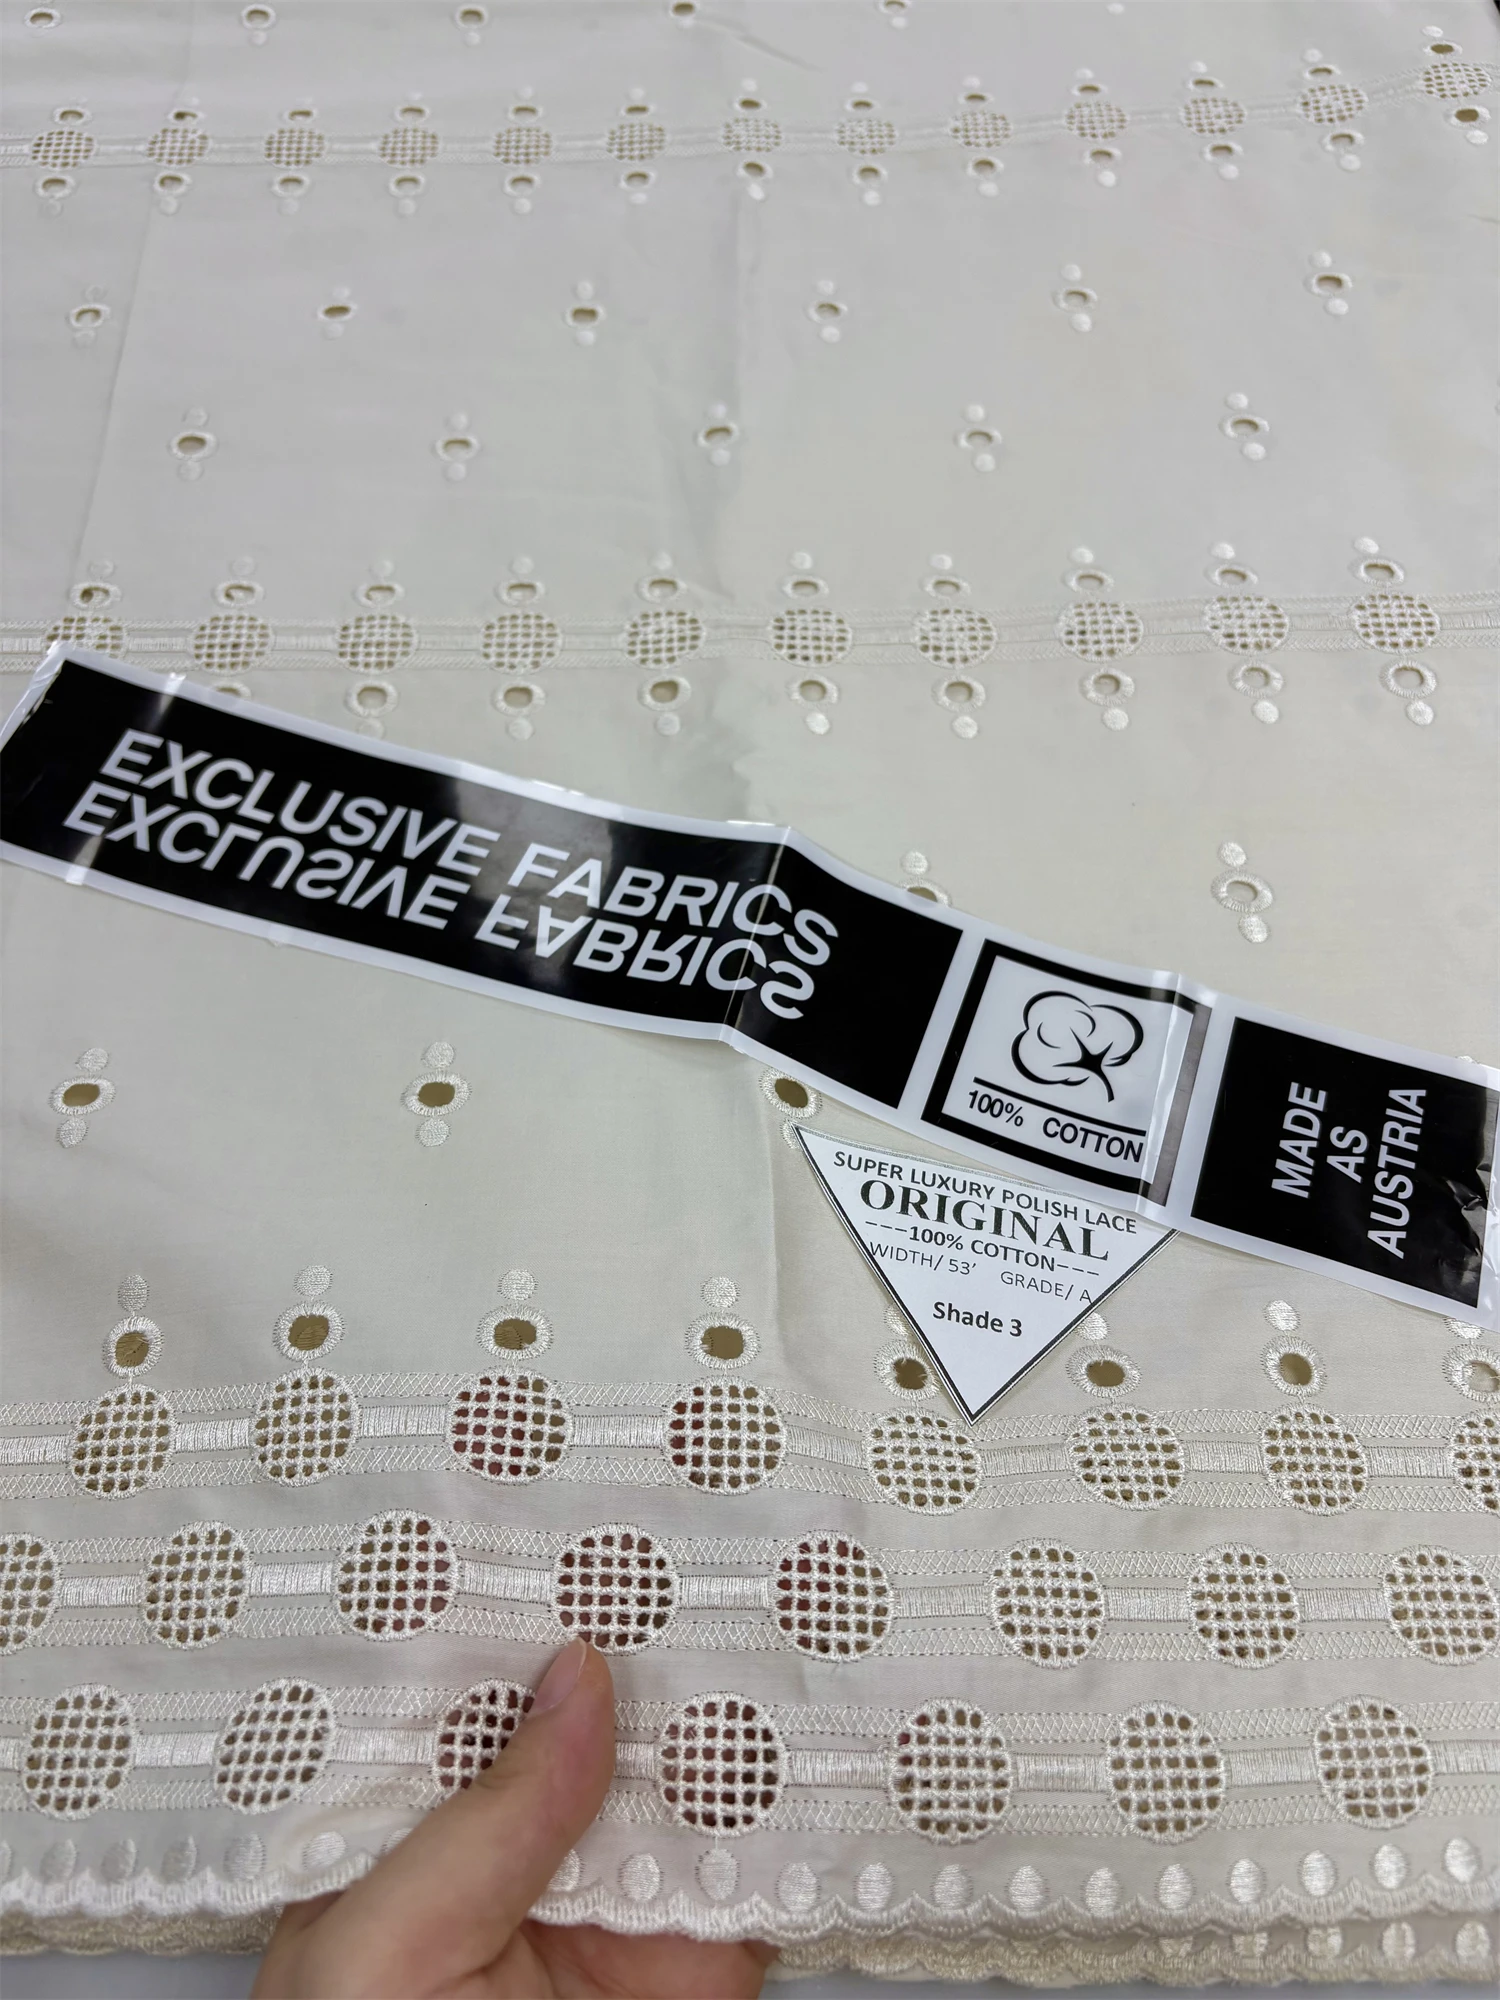 EXCLUSIVE FABRICS
EXCLUSIVE FABRICS
100% COTTON
MADE
AS
AUSTRIA
SUPER LUXURY POLISH LACE
ORIGINAL
---100% COTTON---
WIDTH/ 53' GRADE/ A
Shade 3